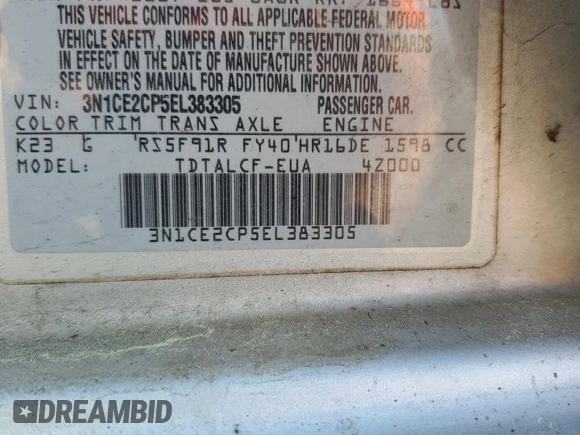 THIS VEHICLE CONFORMS TO ALL APPLICABLE FEDERAL MOTOR
VEHICLE SAFETY, BUMPER AND THEFT PREVENTION STANDARDS
IN EFFECT ON THE DATE OF MANUFACTURE SHOWN ABOVE.
SEE OWNER'S MANUAL FOR ADDITIONAL INFORMATION.
VIN: 3N1CE2CP5EL383305 PASSENGER CAR.
COLOR TRIM TRANS AXLE ENGINE
K23 G 'RS5F91R FY40'HR16DE 1598 CC
TDTALCF-EUA 4Z000
3N1CE2CP5EL383305
DREAMBID